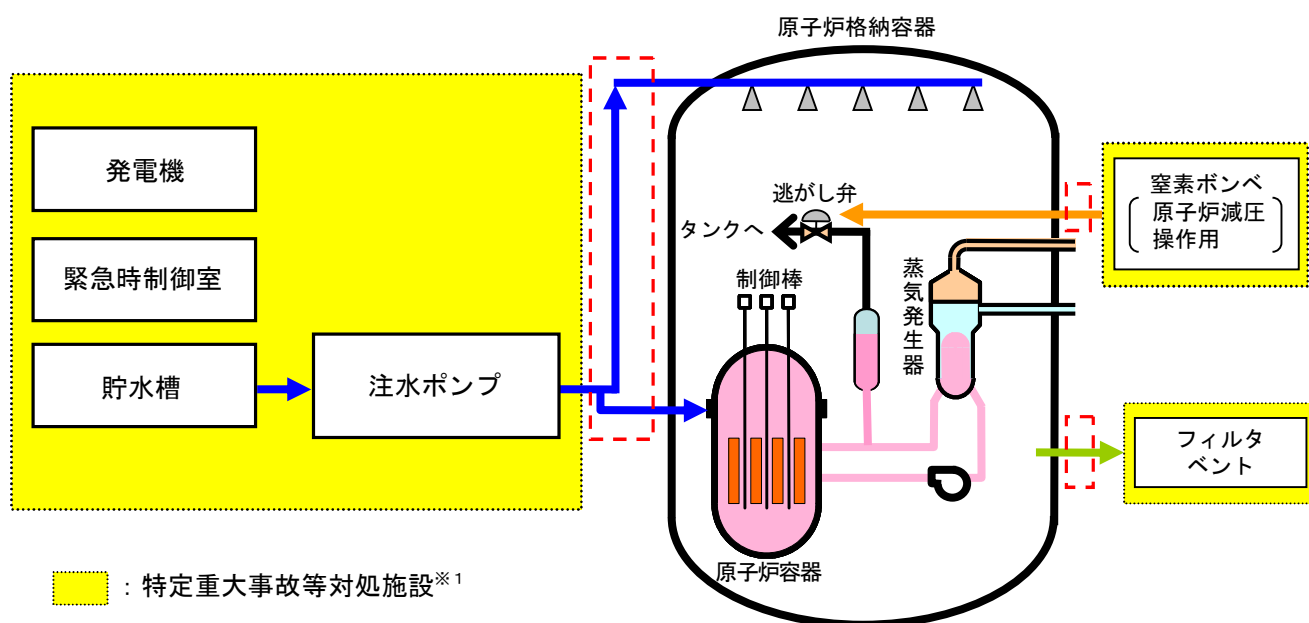 原子炉格納容器
発電機
緊急時制御室
貯水槽
注水ポンプ
逃がし弁
タンクへ
制御棒
蒸気発生器
原子炉容器
窒素ボンベ
原子炉減圧
操作用
フィルタ
ベント
：特定重大事故等対処施設※１